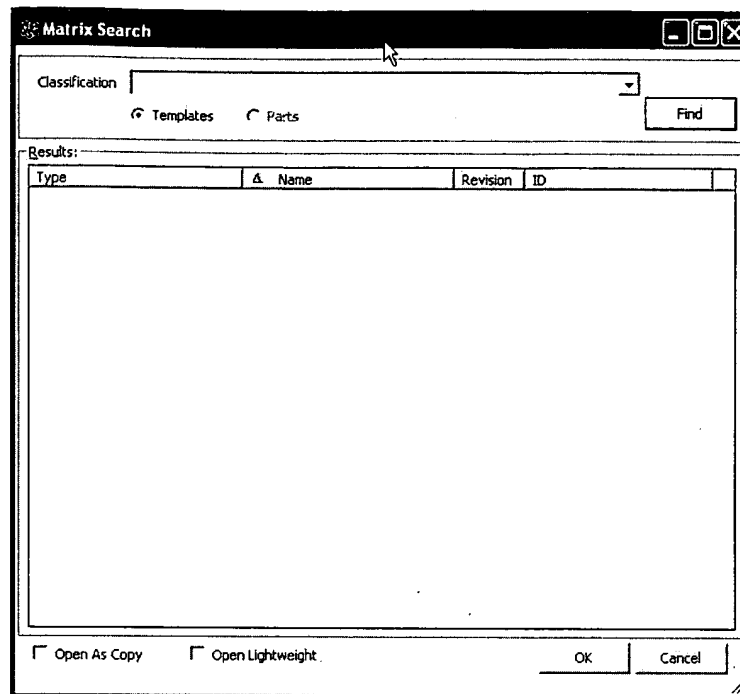 Matrix Search
Classification
Templates Parts
Find
Results:
Type Name Revision ID
Open As Copy Open Lightweight OK Cancel